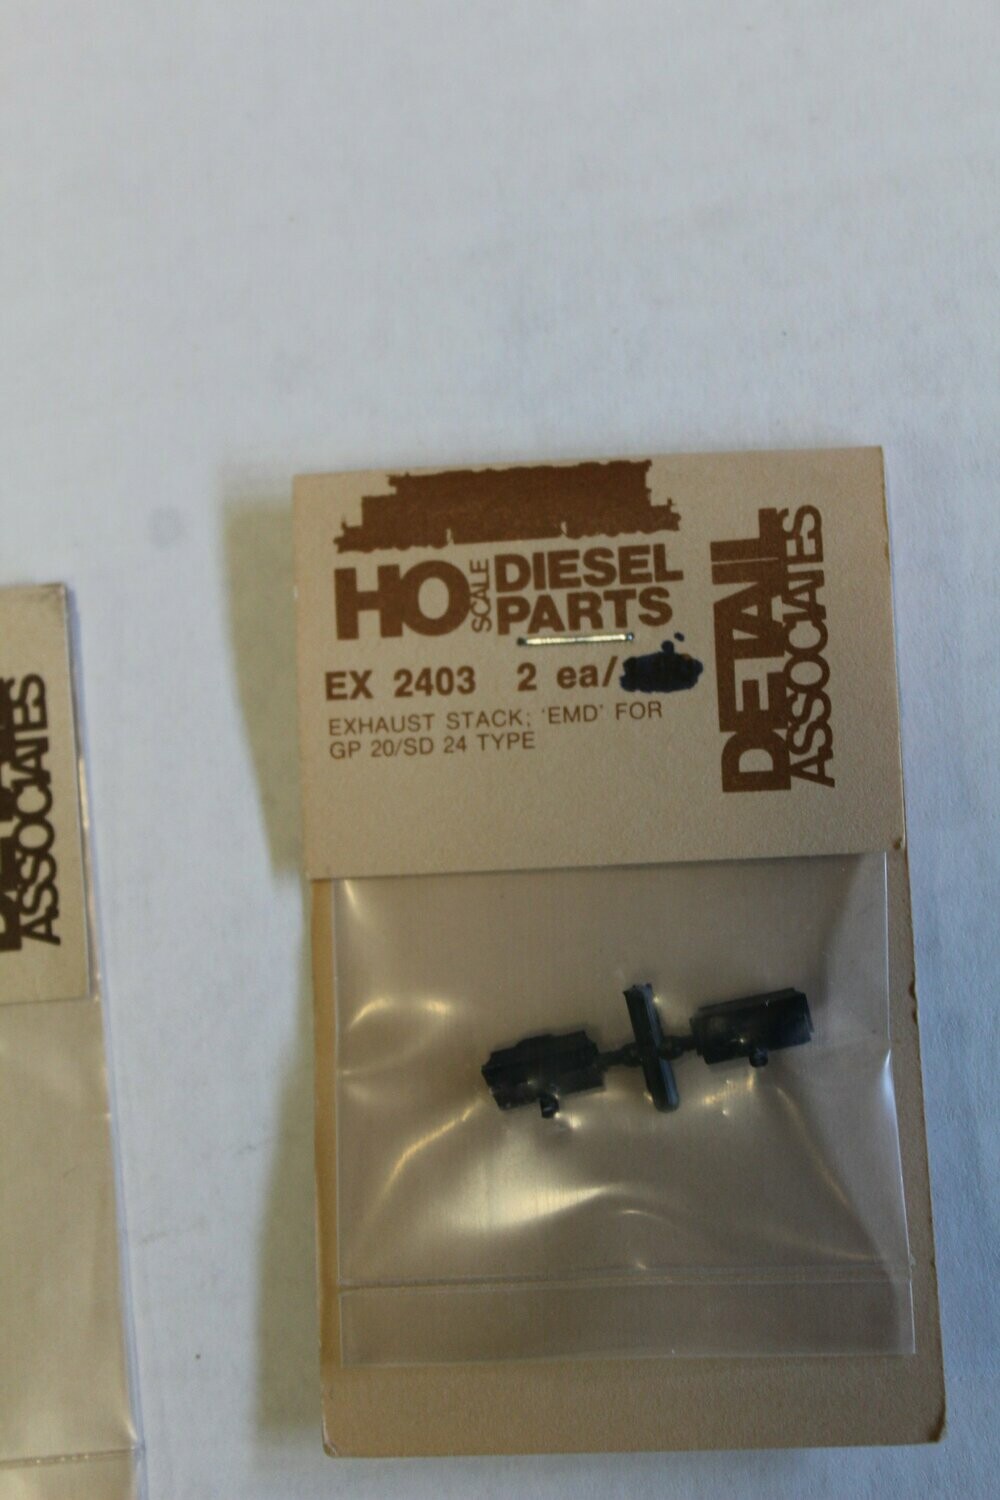 HO SCALE DIESEL
PARTS
EX 2403 2 ea/
EXHAUST STACK; 'EMD' FOR
GP 20/SD 24 TYPE
DETAIL
ASSOCIATES
ASSOCIATES